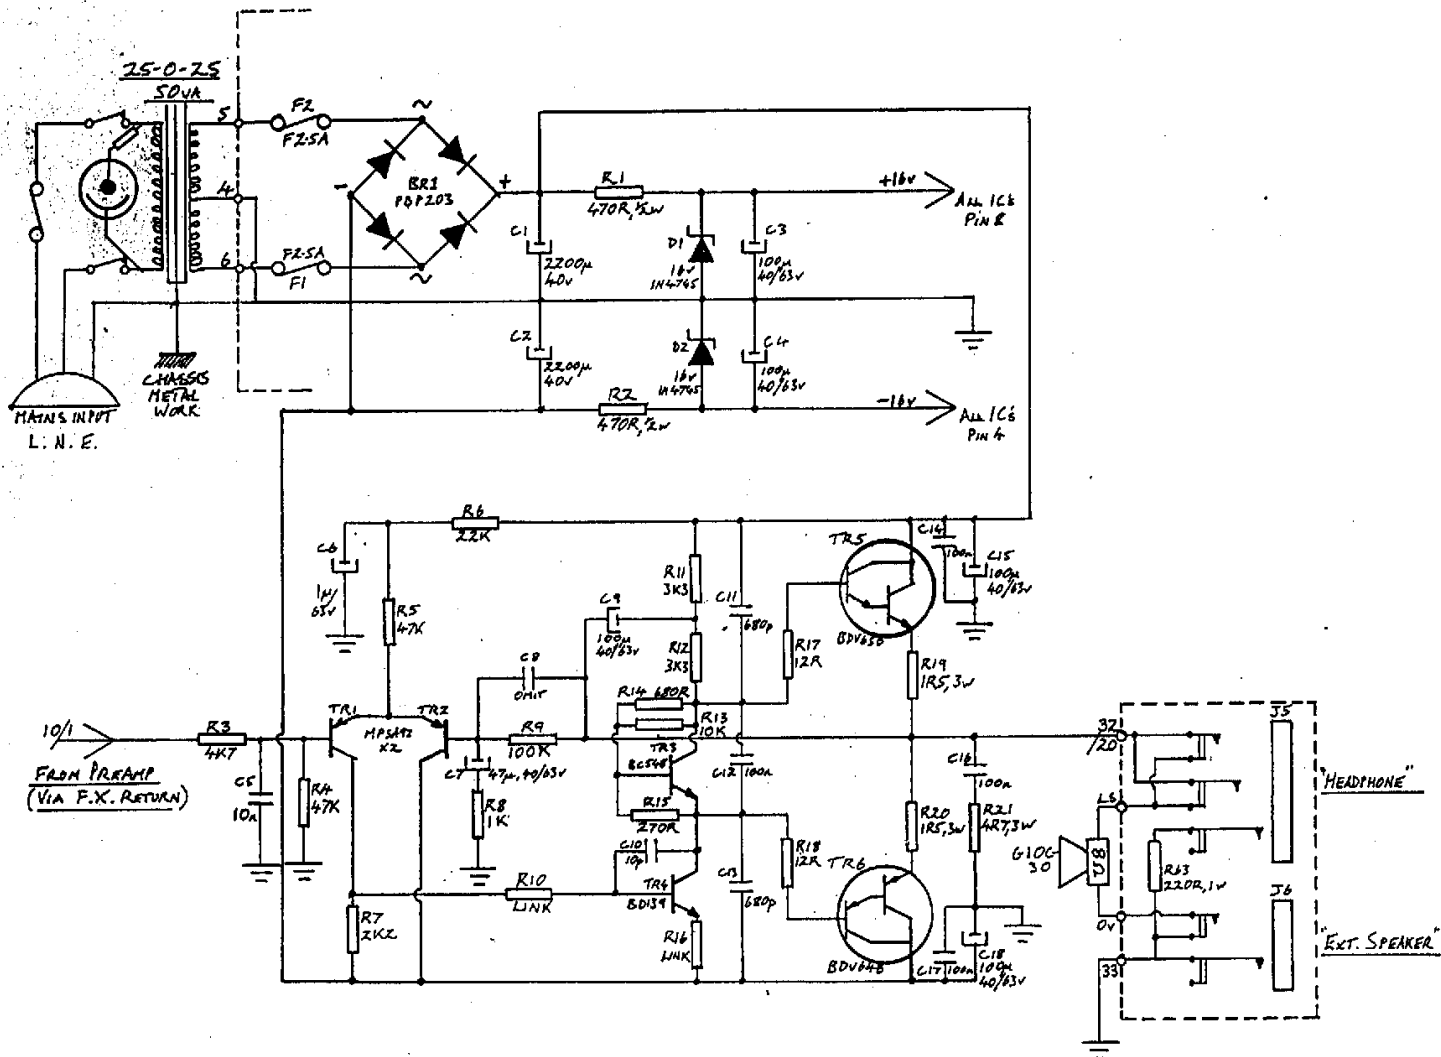 25-0-25
50VA
5
F2
F2·5A
~
4
-
BR1
PBP203
+
6
F2·5A
F1
~
R1
470R, ½W
+16V
ALL IC's
PIN 8
C1
2200µ
40V
D1
16V
1N4745
C3
100µ
40/63V
C2
2200µ
40V
D2
16V
1N4745
C4
100µ
40/63V
R2
470R, ½W
-16V
ALL IC's
PIN 4
CHASSIS
METAL
WORK
MAINS INPUT
L. N. E.
R6
22K
C6
1µ/
63V
R5
47K
R11
3K3
C9
100µ
40/63V
R12
3K3
C11
680p
TR5
BDV65B
C14
100n
C15
100µ
40/63V
R17
12R
R19
1R5, 3W
C8
OMIT
R14 680R
R13
10K
10/1
R3
4K7
FROM PREAMP
(VIA F.X. RETURN)
TR1
MPSA92
X2
TR2
R9
100K
C7
47µ, 40/63V
TR3
BC548
C12
100n
C5
10n
R4
47K
R8
1K
R15
270R
C10
10p
TR4
BD139
R10
LINK
R7
2K2
R16
LINK
C13
680p
R18
12R
TR6
BDV64B
R20
1R5,3W
R21
4R7,3W
C16
100n
C17
100n
C18
100µ
40/63V
32
/20
LS
G10G
30
V8
0V
33
R63
220R, 1W
J5
"HEADPHONE"
J6
"EXT. SPEAKER"